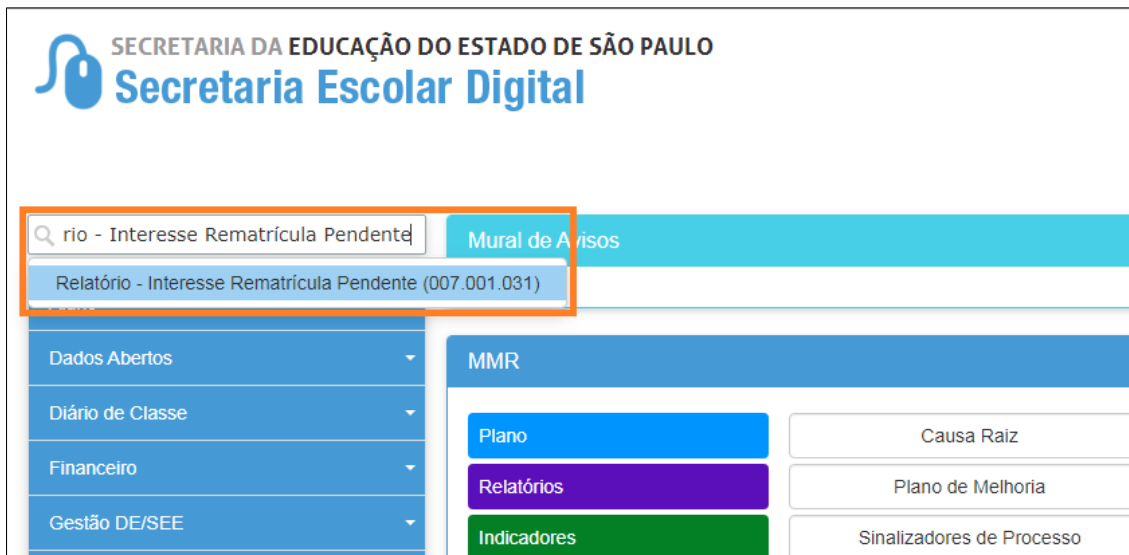 SECRETARIA DA EDUCAÇÃO DO ESTADO DE SÃO PAULO
Secretaria Escolar Digital
rio - Interesse Rematrícula Pendente
Relatório - Interesse Rematrícula Pendente (007.001.031)
Mural de Avisos
Dados Abertos
Diário de Classe
Financeiro
Gestão DE/SEE
MMR
Plano
Causa Raiz
Relatórios
Plano de Melhoria
Indicadores
Sinalizadores de Processo